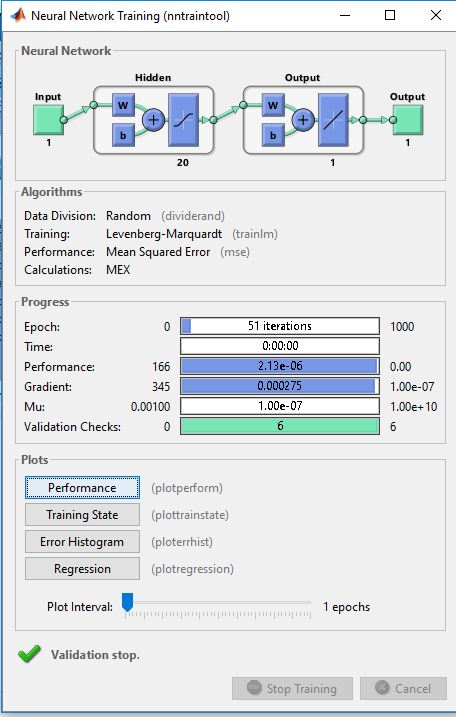 Neural Network Training (nntraintool)
Neural Network
Hidden Output
Input Output
W W
b b
+ +
1 1
20 1
Algorithms
Data Division: Random (dividerand)
Training: Levenberg-Marquardt (trainlm)
Performance: Mean Squared Error (mse)
Calculations: MEX
Progress
Epoch: 0 51 iterations 1000
Time: 0:00:00
Performance: 166 2.13e-06 0.00
Gradient: 345 0.000275 1.00e-07
Mu: 0.00100 1.00e-07 1.00e+10
Validation Checks: 0 6 6
Plots
Performance (plotperform)
Training State (plottrainstate)
Error Histogram (ploterrhist)
Regression (plotregression)
Plot Interval: 1 epochs
Validation stop.
Stop Training Cancel